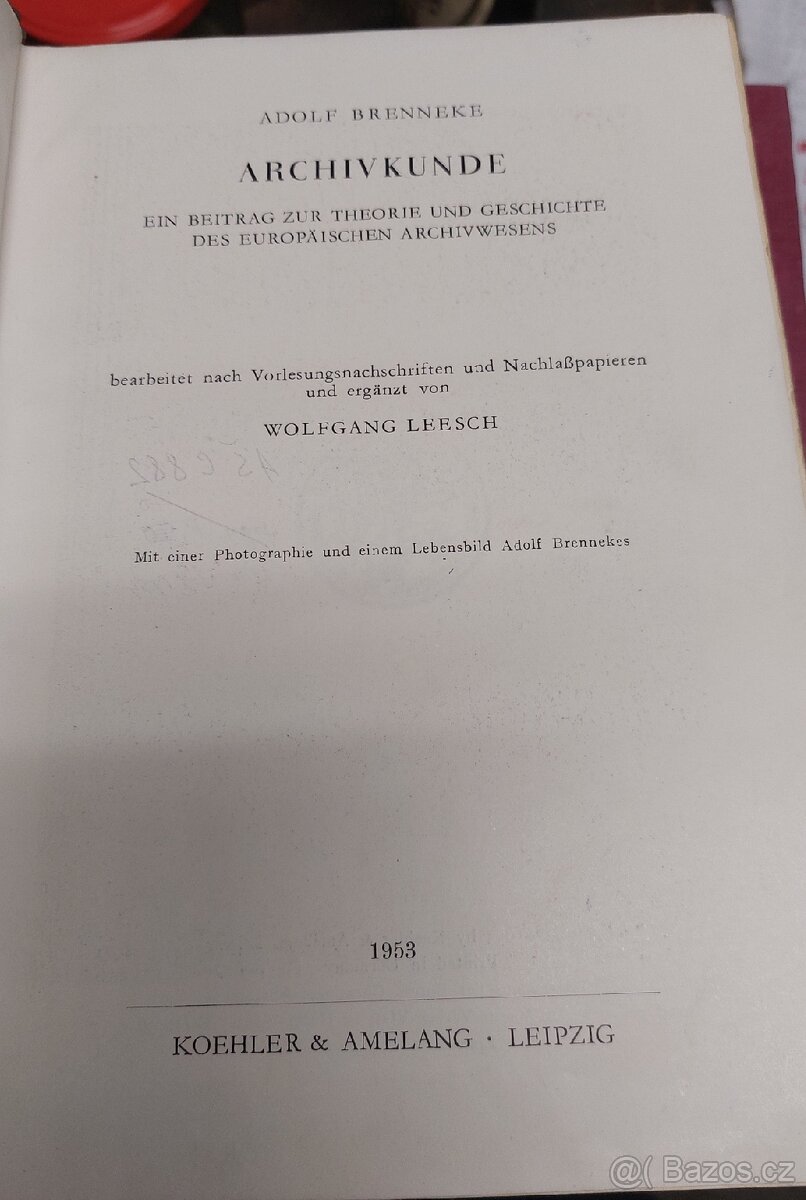 ADOLF BRENNEKE
ARCHIVKUNDE
EIN BEITRAG ZUR THEORIE UND GESCHICHTE
DES EUROPÄISCHEN ARCHIVWESENS
bearbeitet nach Vorlesungsnachschriften und Nachlaßpapieren
und ergänzt von
WOLFGANG LEESCH
Mit einer Photographie und einem Lebensbild Adolf Brennekes
1953
KOEHLER & AMELANG · LEIPZIG
@( Bazos.cz